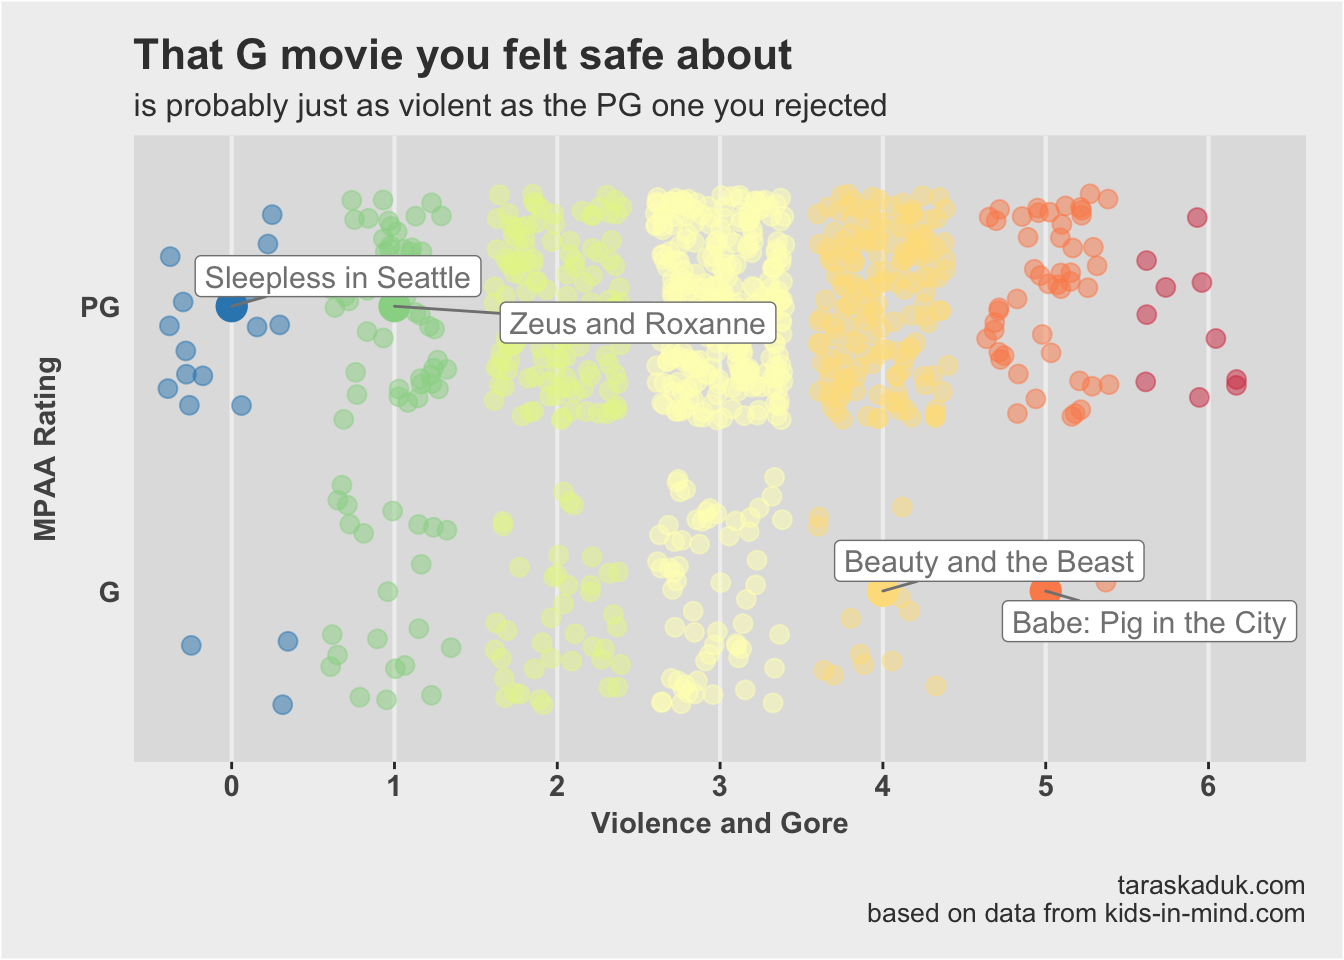 That G movie you felt safe about
is probably just as violent as the PG one you rejected
Sleepless in Seattle
PG
Zeus and Roxanne
MPAA Rating
Beauty and the Beast
G
Babe: Pig in the City
0 1 2 3 4 5 6
Violence and Gore
taraskaduk.com
based on data from kids-in-mind.com